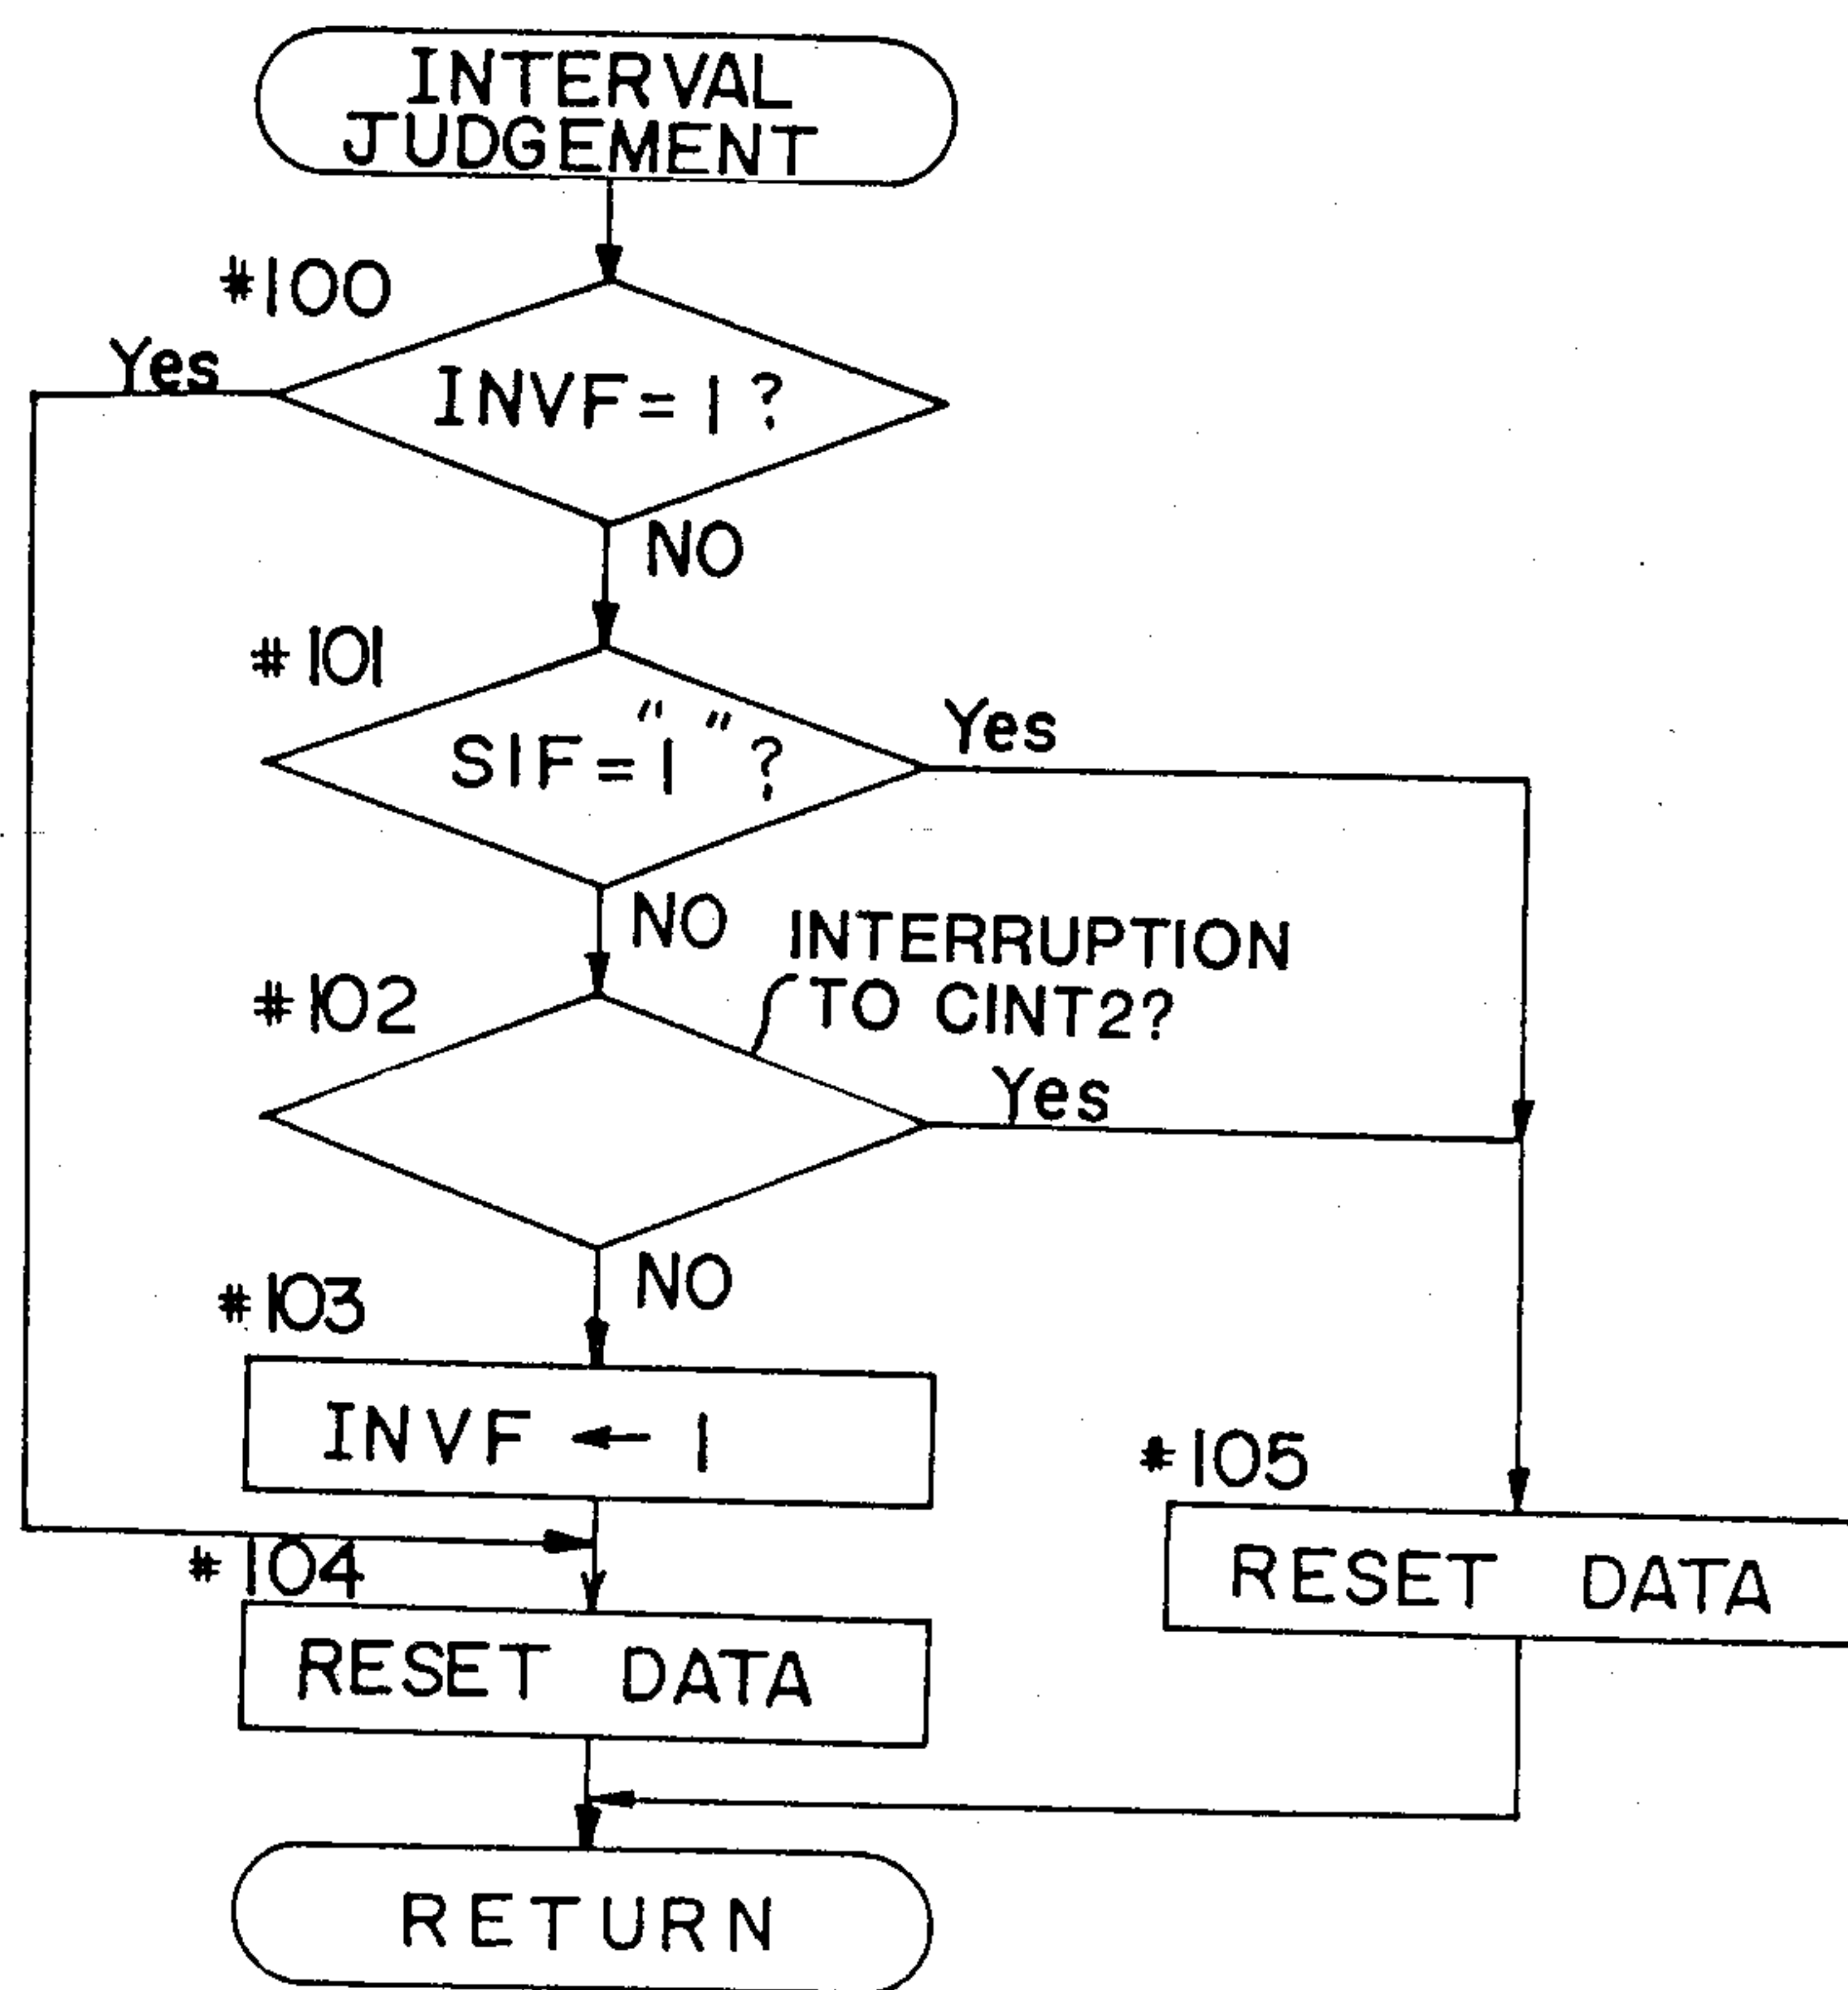 INTERVAL
JUDGEMENT
#100
Yes
INVF=1?
NO
#101
SIF="1"?
Yes
NO
INTERRUPTION
TO CINT2?
#102
Yes
NO
#103
INVF ← 1
#105
RESET DATA
#104
RESET DATA
RETURN